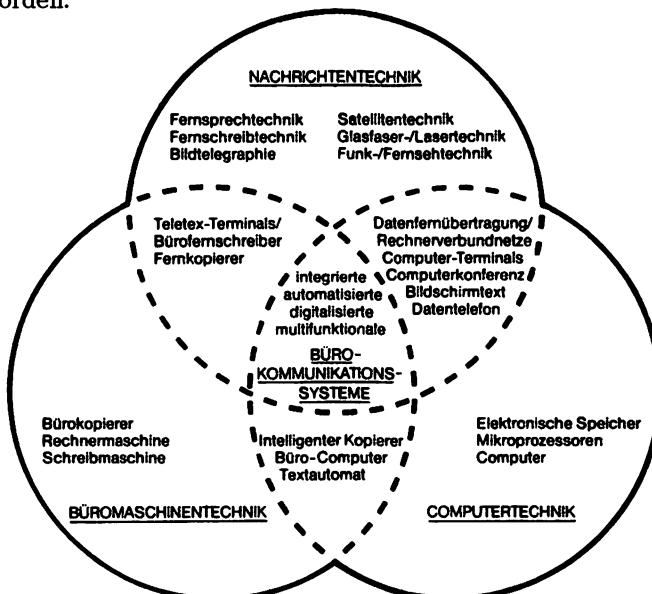 NACHRICHTENTECHNIK
Fernsprechtechnik
Fernschreibtechnik
Bildtelegraphie
Satellitentechnik
Glasfaser-/Lasertechnik
Funk-/Fernsehtechnik
Teletex-Terminals/
Bürofernschreiber
Fernkopierer
Datenfernübertragung/
Rechnerverbundnetze
Computer-Terminals
Computerkonferenz
Bildschirmtext
Datentelefon
integrierte
automatisierte
digitalisierte
multifunktionale
BÜRO-
KOMMUNIKATIONS-
SYSTEME
Bürokopierer
Rechnermaschine
Schreibmaschine
Intelligenter Kopierer
Büro-Computer
Textautomat
Elektronische Speicher
Mikroprozessoren
Computer
BÜROMASCHINENTECHNIK
COMPUTERTECHNIK